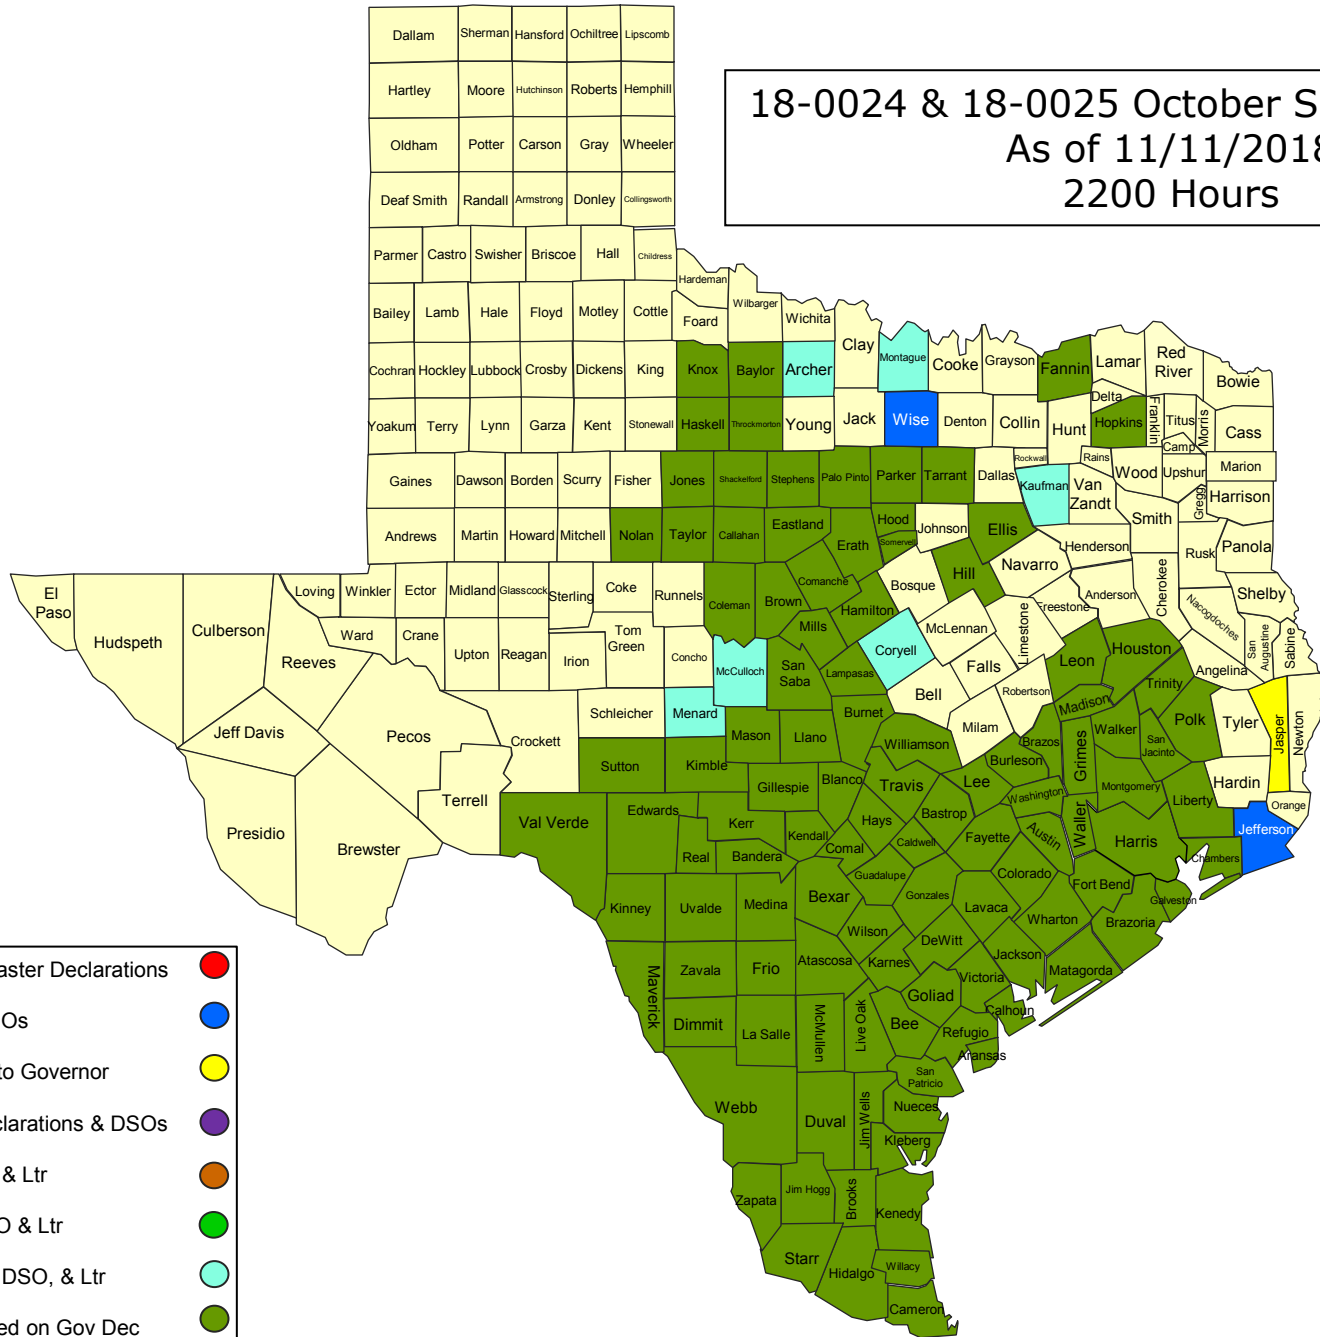 Dallam Sherman Hansford Ochiltree Lipscomb
Hartley Moore Hutchinson Roberts Hemphill
18-0024 & 18-0025 October S
As of 11/11/2018
2200 Hours
Oldham Potter Carson Gray Wheeler
Deaf Smith Randall Armstrong Donley Collingsworth
Parmer Castro Swisher Briscoe Hall Childress
Hardeman
Wilbarger
Bailey Lamb Hale Floyd Motley Cottle Foard Wichita
Clay Montague Cooke Grayson Fannin Lamar Red
River
Bowie
Cochran Hockley Lubbock Crosby Dickens King Knox Baylor Archer
Delta
Yoakum Terry Lynn Garza Kent Stonewall Haskell Throckmorton Young Jack Wise Denton Collin Hunt Hopkins Franklin Titus Morris Cass
Camp
Rockwall Rains
Gaines Dawson Borden Scurry Fisher Jones Shackelford Stephens Palo Pinto Parker Tarrant Dallas Kaufman Van
Zandt
Wood Upshur Marion
Gregg Harrison
Andrews Martin Howard Mitchell Nolan Taylor Callahan Eastland Erath Hood Somervell Johnson Ellis Henderson Smith Rusk Panola
El
Paso
Hudspeth Culberson Loving Winkler Ector Midland Glasscock Sterling Coke Runnels Coleman Brown Comanche Hamilton Bosque Hill Navarro Freestone Anderson Cherokee Nacogdoches Shelby
Reeves Ward Crane Upton Reagan Irion Tom
Green
Concho McCulloch Mills San
Saba
Lampasas Coryell McLennan Limestone Falls Leon Houston Angelina San
Augustine
Sabine
Jeff Davis Pecos Crockett Schleicher Menard Mason Llano Burnet Bell Robertson Milam Madison Trinity Polk Tyler Jasper Newton
Sutton Kimble Gillespie Blanco Williamson Travis Lee Burleson Brazos Grimes Walker San
Jacinto
Montgomery Liberty Hardin Orange
Presidio Brewster Terrell Val Verde Edwards Kerr Real Bandera Kendall Comal Hays Caldwell Bastrop Fayette Washington Austin Waller Harris Chambers Jefferson
Kinney Uvalde Medina Bexar Guadalupe Gonzales Lavaca Colorado Wharton Fort Bend Brazoria Galveston
Maverick Zavala Frio Atascosa Wilson Karnes DeWitt Jackson Matagorda
Dimmit La Salle McMullen Live Oak Bee Goliad Victoria Calhoun
Refugio Aransas
San
Patricio
Webb Duval Jim Wells Nueces
Kleberg
Zapata Jim Hogg Brooks Kenedy
Starr Hidalgo Willacy
Cameron
aster Declarations
Os
to Governor
clarations & DSOs
& Ltr
O & Ltr
DSO, & Ltr
ed on Gov Dec